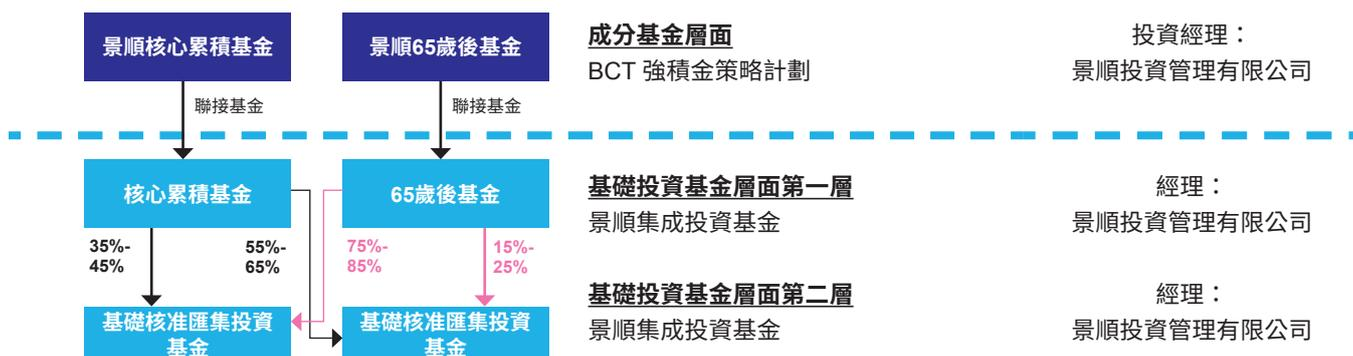 景順核心累積基金
景順65歲後基金
成分基金層面
BCT 強積金策略計劃
投資經理：
景順投資管理有限公司
聯接基金
聯接基金
核心累積基金
65歲後基金
基礎投資基金層面第一層
景順集成投資基金
經理：
景順投資管理有限公司
35%-
45%
55%-
65%
75%-
85%
15%-
25%
基礎核准匯集投資
基金
基礎核准匯集投資
基金
基礎投資基金層面第二層
景順集成投資基金
經理：
景順投資管理有限公司